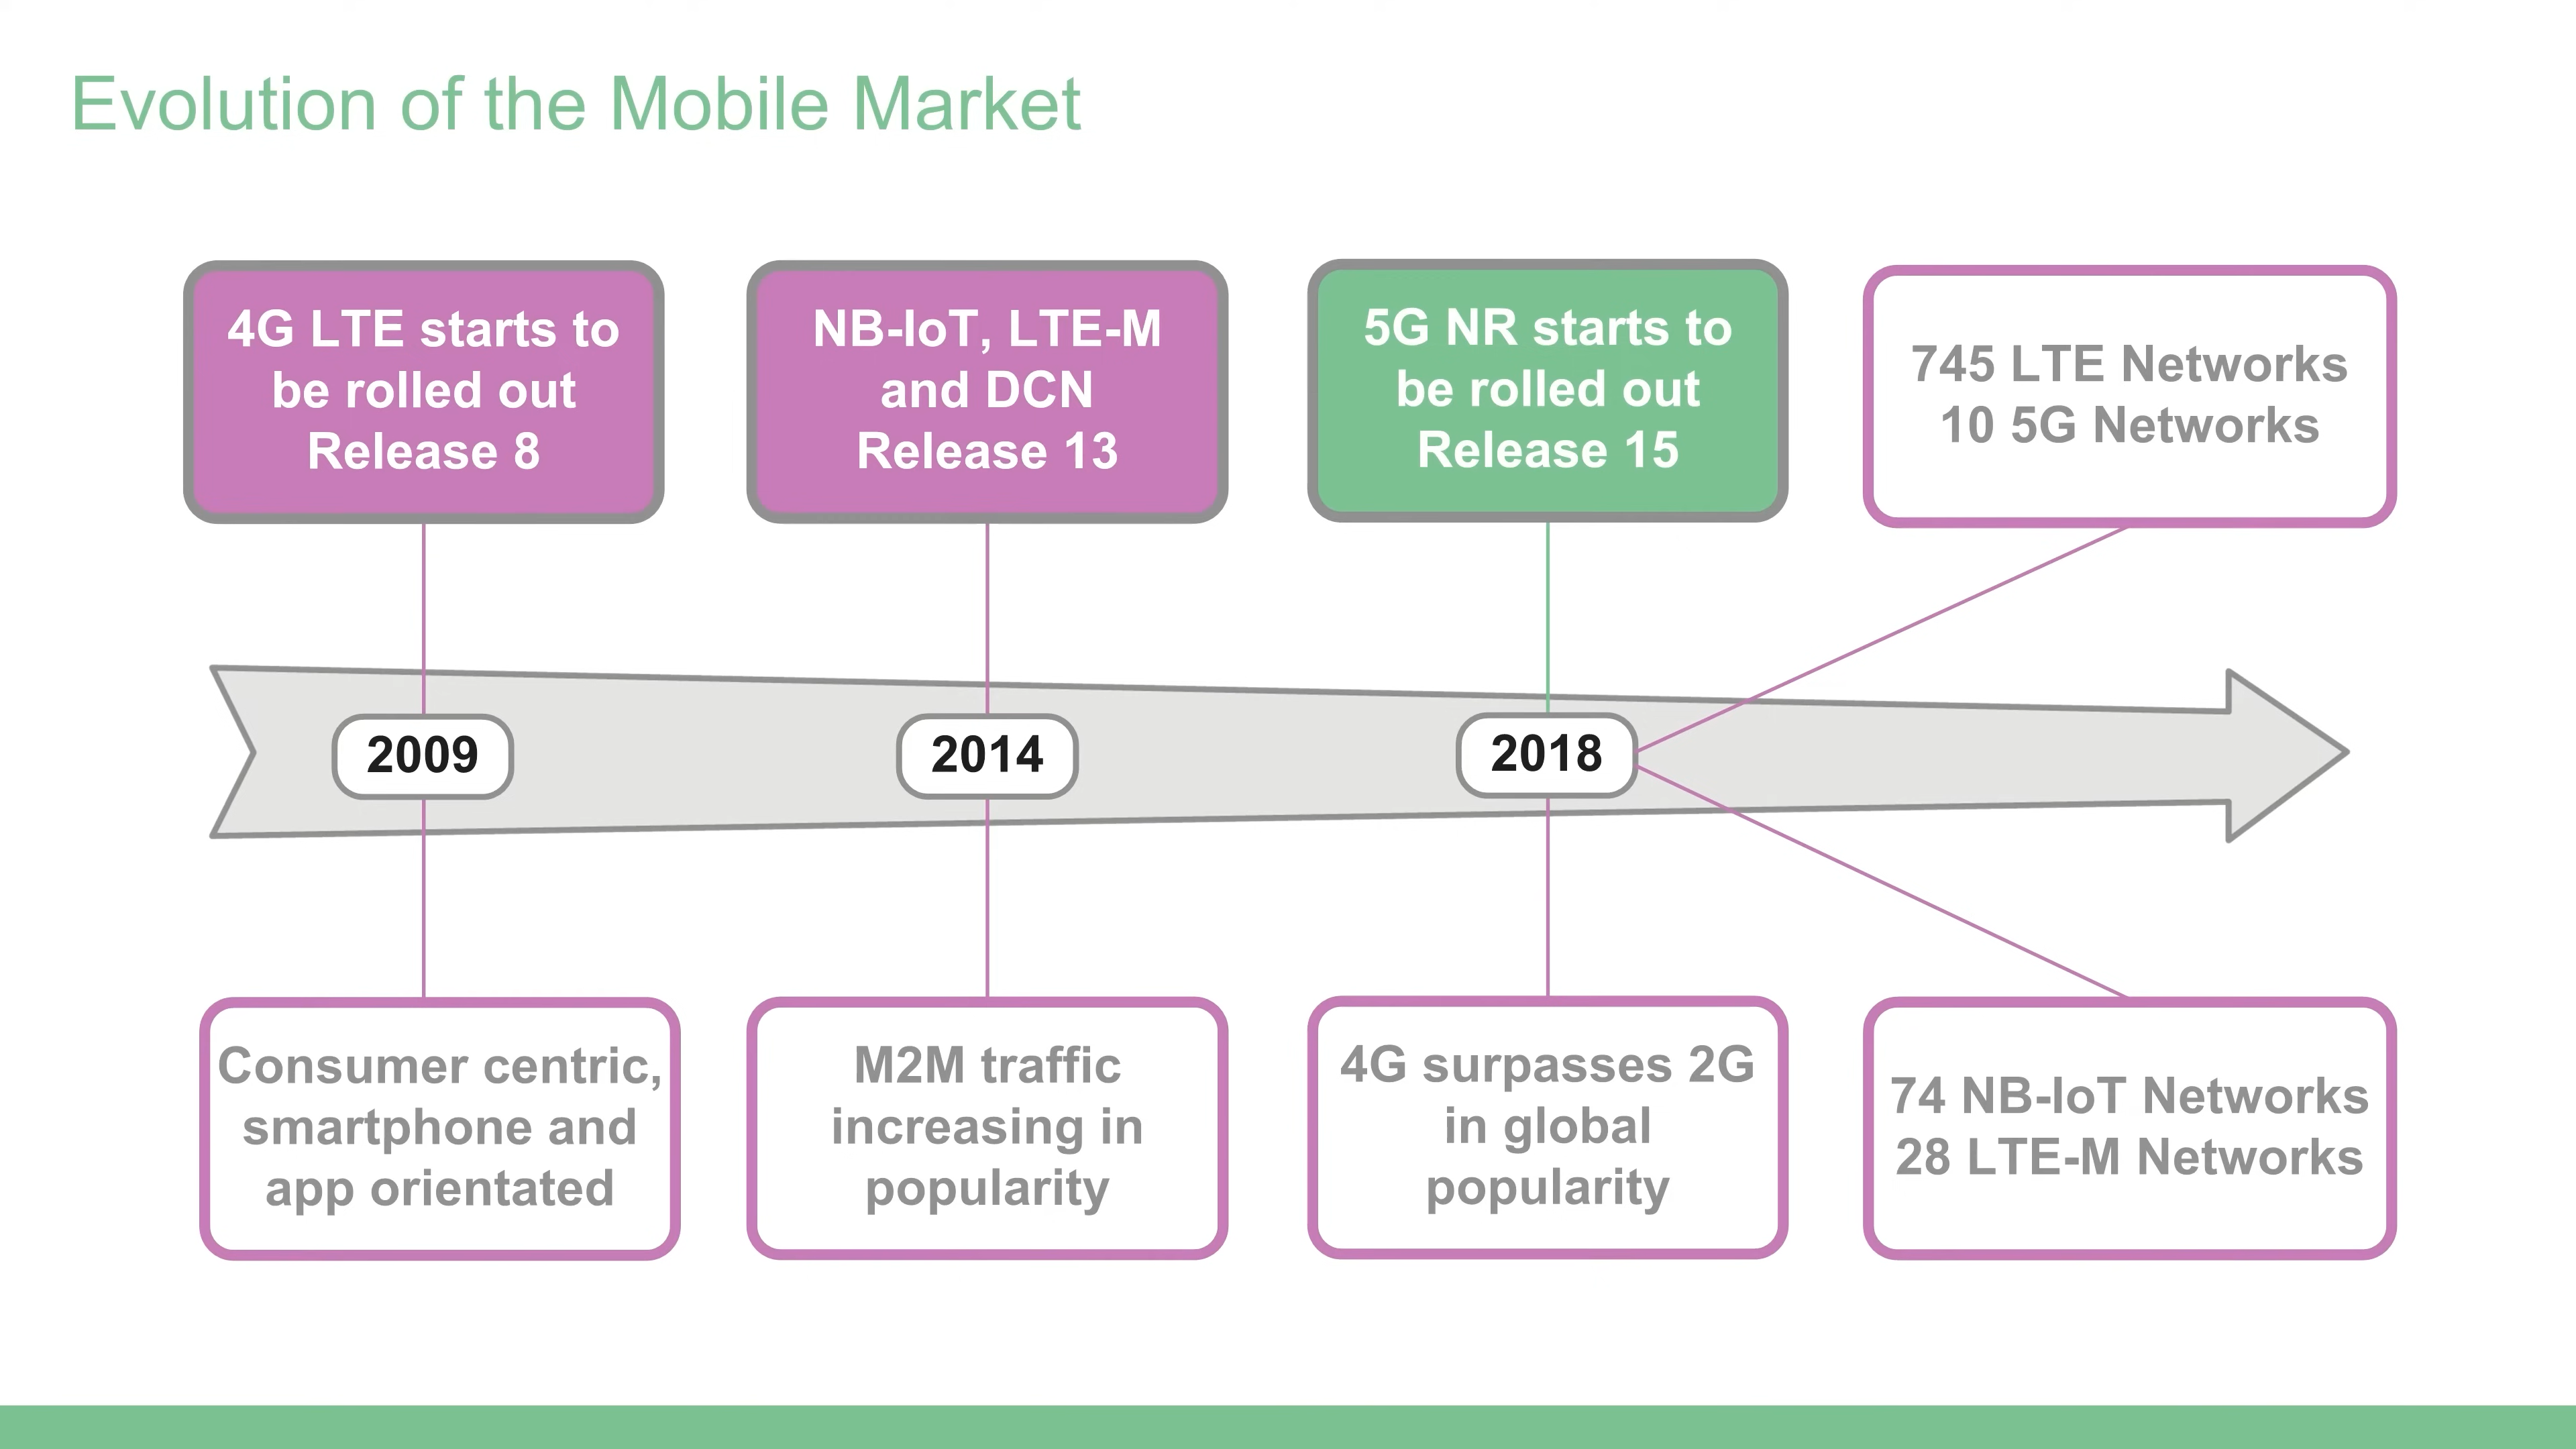 Evolution of the Mobile Market
4G LTE starts to
be rolled out
Release 8
NB-IoT, LTE-M
and DCN
Release 13
5G NR starts to
be rolled out
Release 15
745 LTE Networks
10 5G Networks
2009
2014
2018
Consumer centric,
smartphone and
app orientated
M2M traffic
increasing in
popularity
4G surpasses 2G
in global
popularity
74 NB-IoT Networks
28 LTE-M Networks